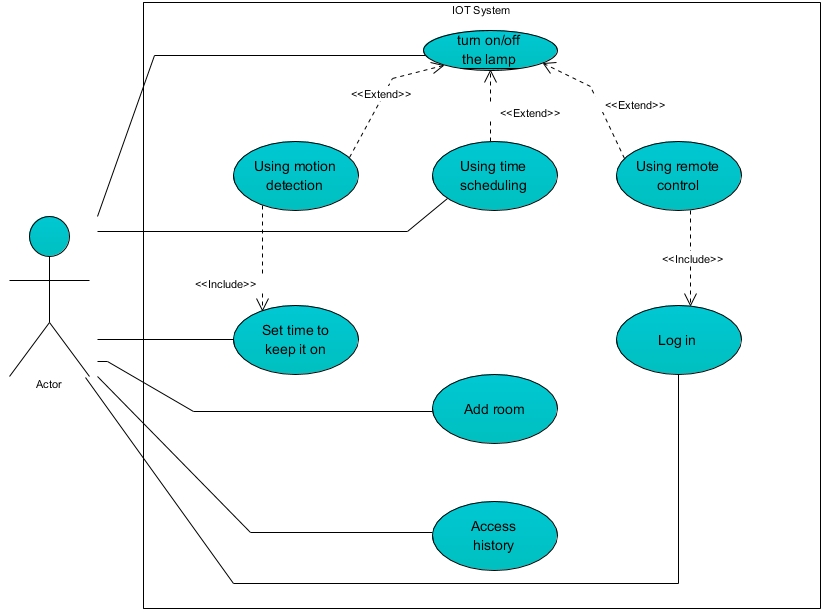 IOT System
turn on/off
the lamp
<<Extend>>
<<Extend>>
<<Extend>>
Using motion
detection
Using time
scheduling
Using remote
control
<<Include>>
<<Include>>
Set time to
keep it on
Log in
Actor
Add room
Access
history